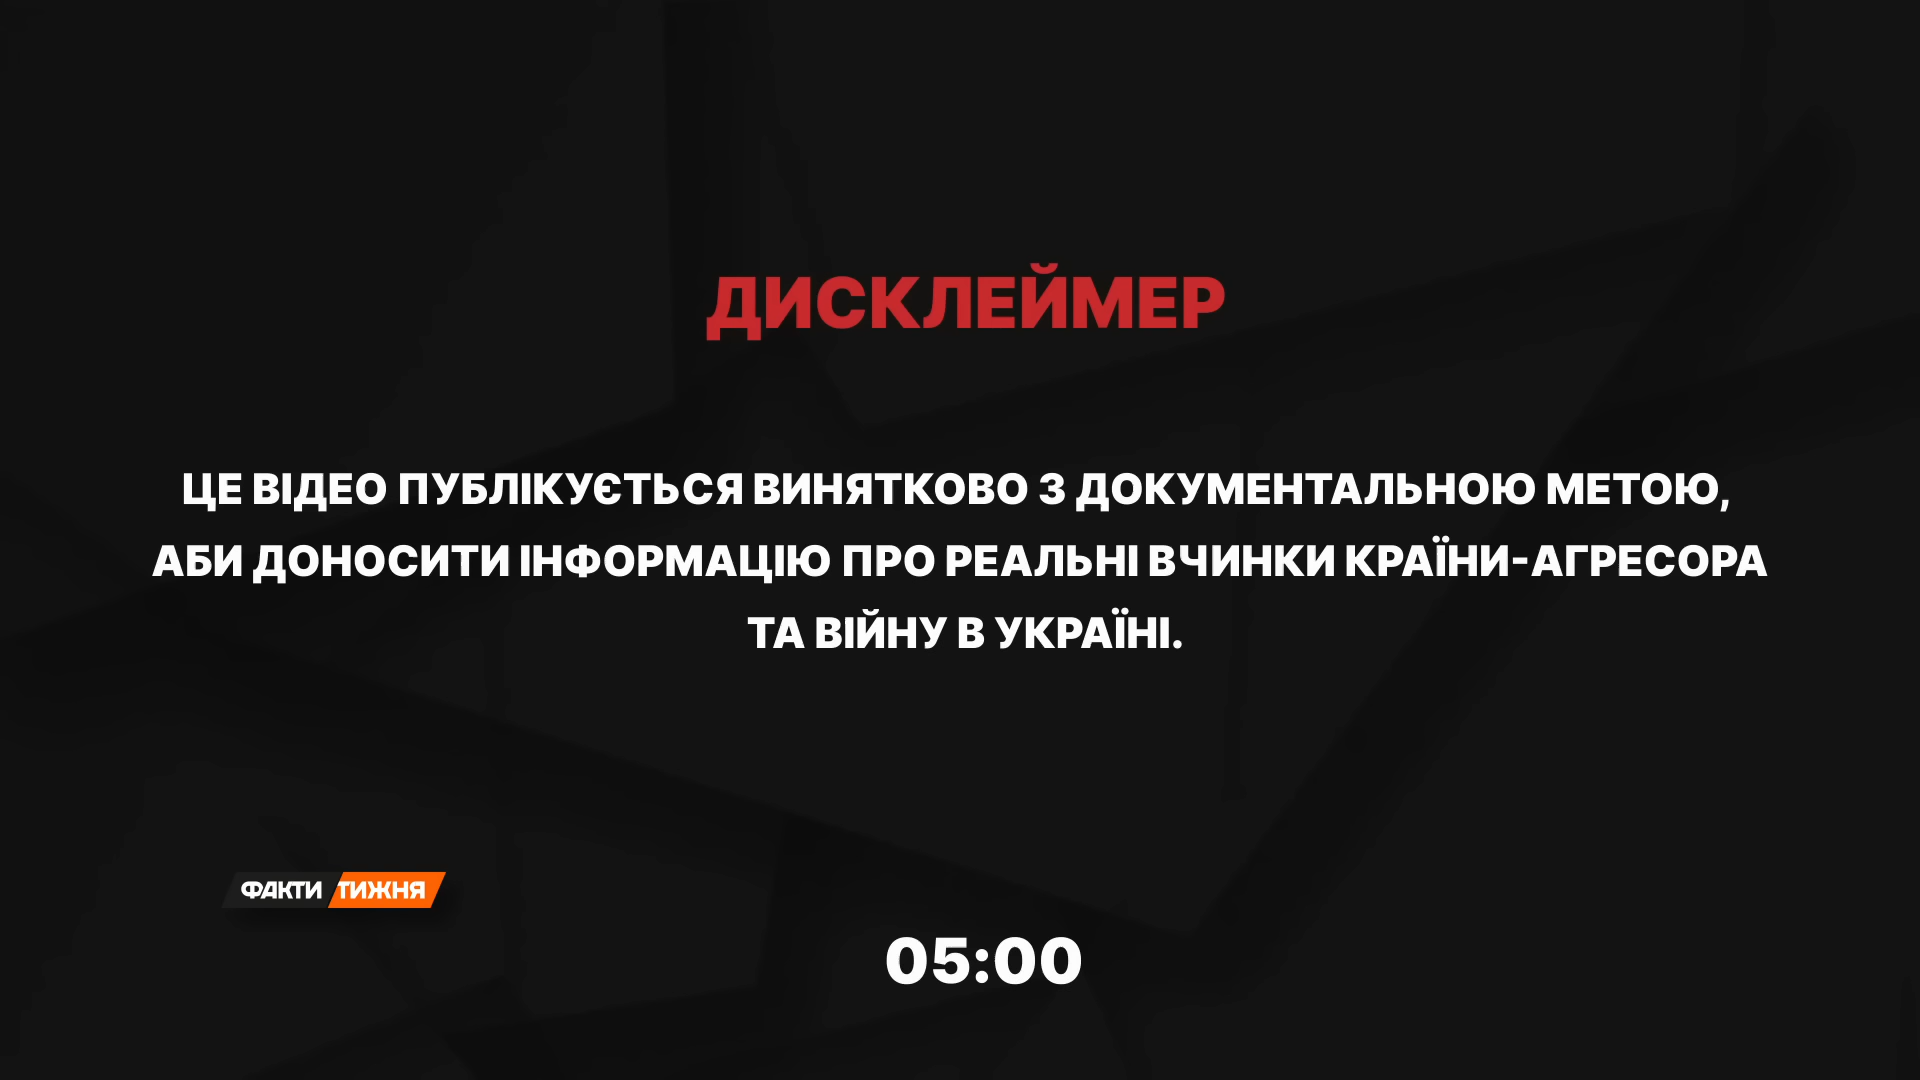 ДИСКЛЕЙМЕР
ЦЕ ВІДЕО ПУБЛІКУЄТЬСЯ ВИНЯТКОВО З ДОКУМЕНТАЛЬНОЮ МЕТОЮ,
АБИ ДОНОСИТИ ІНФОРМАЦІЮ ПРО РЕАЛЬНІ ВЧИНКИ КРАЇНИ-АГРЕСОРА
ТА ВІЙНУ В УКРАЇНІ.
ФАКТИ ТИЖНЯ
05:00